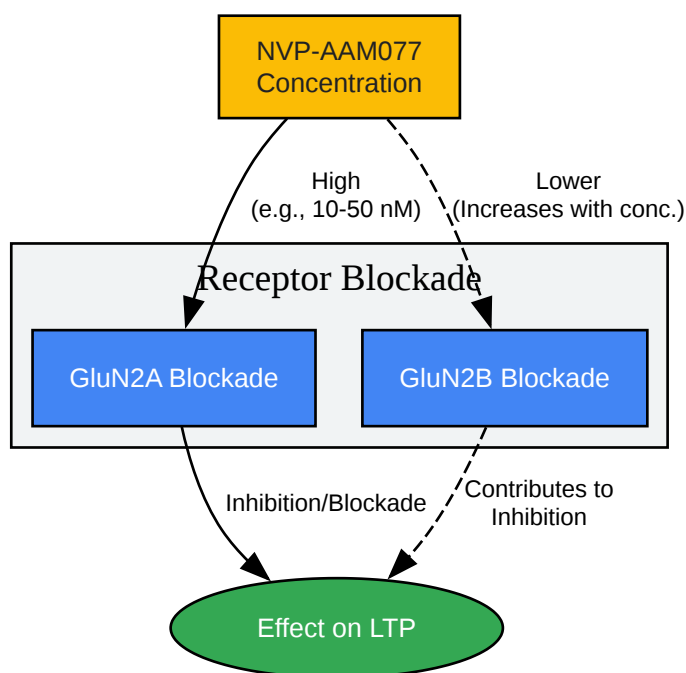 NVP-AAM077
Concentration
High
(e.g., 10-50 nM)
Lower
(Increases with conc.)
Receptor Blockade
GluN2A Blockade
GluN2B Blockade
Inhibition/Blockade
Contributes to
Inhibition
Effect on LTP